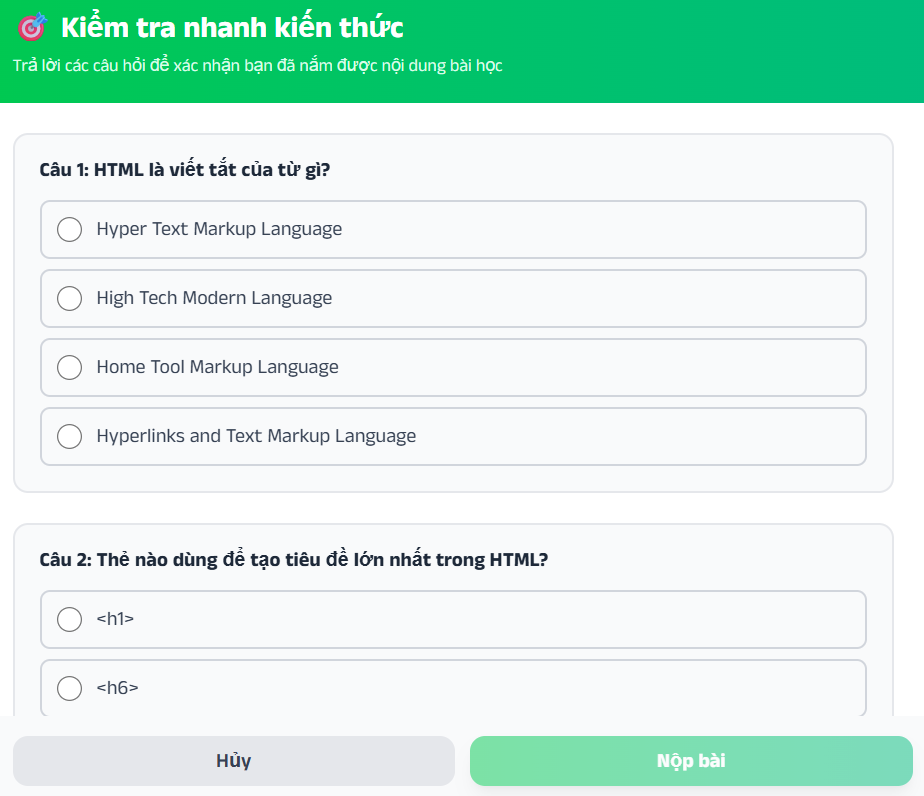 Kiểm tra nhanh kiến thức
Trả lời các câu hỏi để xác nhận bạn đã nắm được nội dung bài học
Câu 1: HTML là viết tắt của từ gì?
Hyper Text Markup Language
High Tech Modern Language
Home Tool Markup Language
Hyperlinks and Text Markup Language
Câu 2: Thẻ nào dùng để tạo tiêu đề lớn nhất trong HTML?
<h1>
<h6>
Hủy
Nộp bài